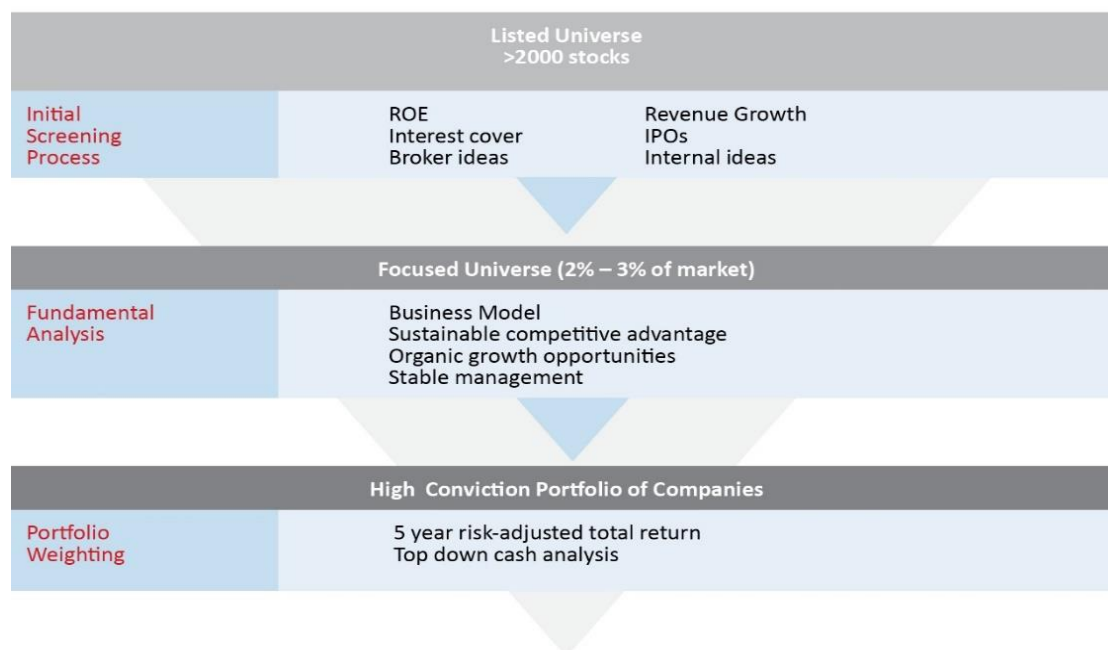 Listed Universe
>2000 stocks
Initial
Screening
Process
ROE
Interest cover
Broker ideas
Revenue Growth
IPOs
Internal ideas
Focused Universe (2% – 3% of market)
Fundamental
Analysis
Business Model
Sustainable competitive advantage
Organic growth opportunities
Stable management
High Conviction Portfolio of Companies
Portfolio
Weighting
5 year risk-adjusted total return
Top down cash analysis